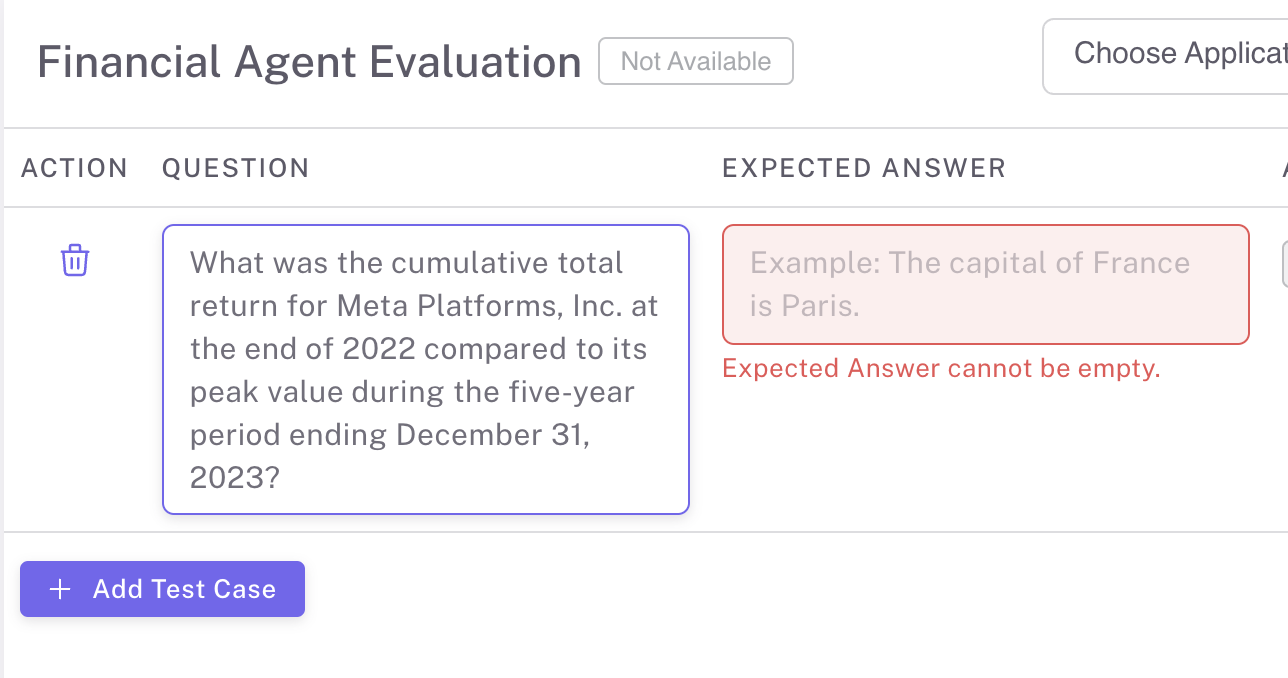 Financial Agent Evaluation
Not Available
Choose Applicat
ACTION
QUESTION
EXPECTED ANSWER
What was the cumulative total
return for Meta Platforms, Inc. at
the end of 2022 compared to its
peak value during the five-year
period ending December 31,
2023?
Example: The capital of France
is Paris.
Expected Answer cannot be empty.
Add Test Case